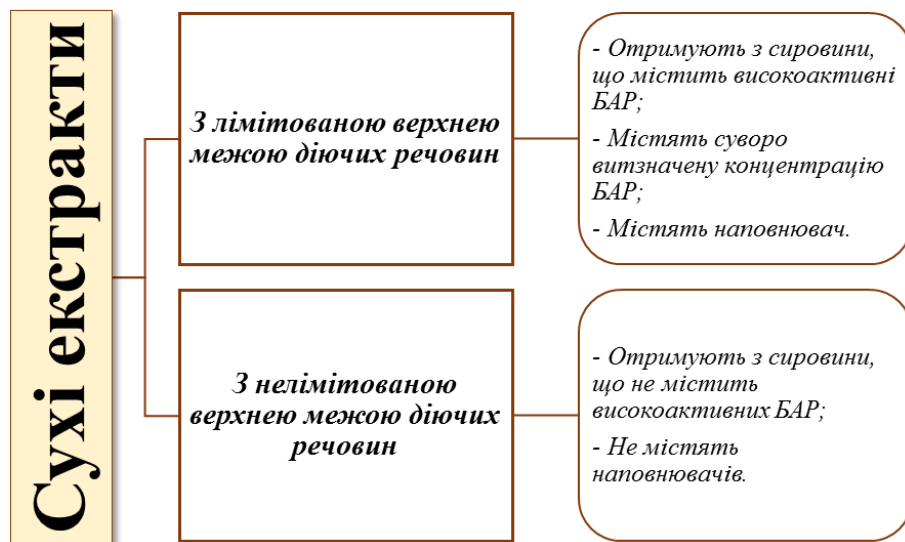 Сухі екстракти
З лімітованою верхнею
межою діючих речовин
- Отримують з сировини,
що містить високоактивні
БАР;
- Містять суворо
витзначену концентрацію
БАР;
- Містять наповнювач.
З нелімітованою
верхнею межою діючих
речовин
- Отримують з сировини,
що не містить
високоактивних БАР;
- Не містять
наповнювачів.